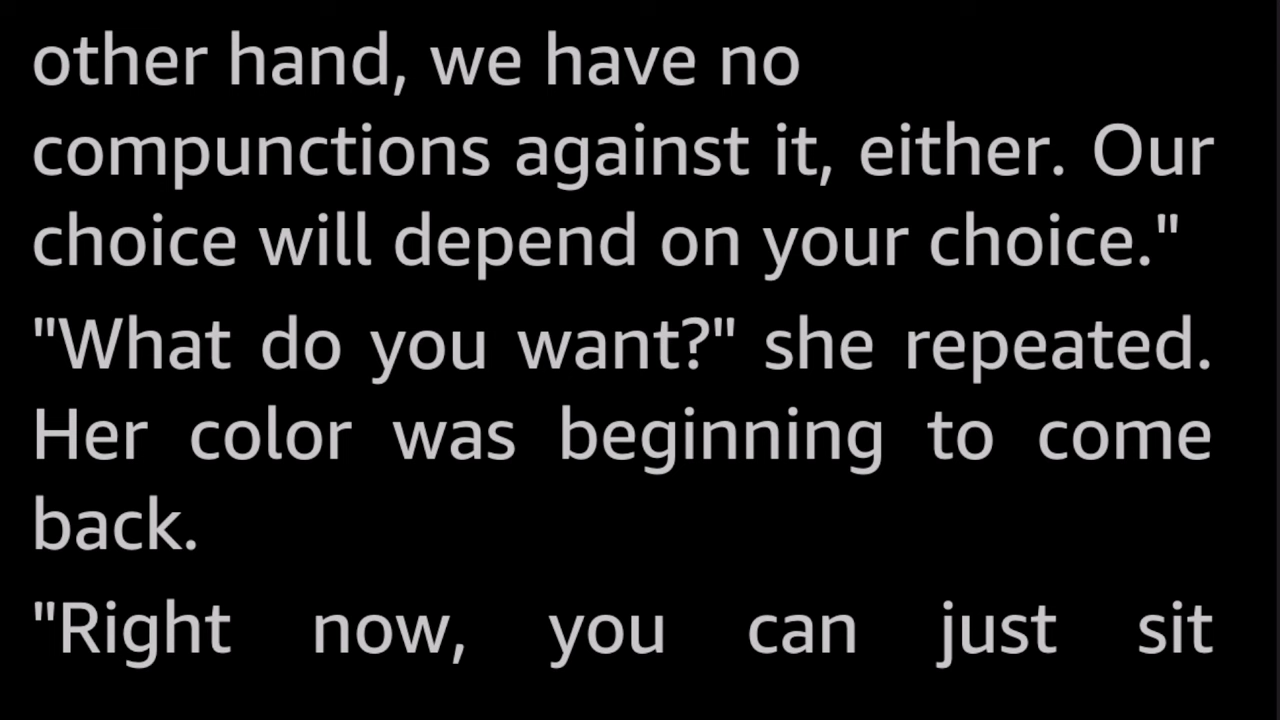 other hand, we have no
compunctions against it, either. Our
choice will depend on your choice."
"What do you want?" she repeated.
Her color was beginning to come
back.
"Right now, you can just sit